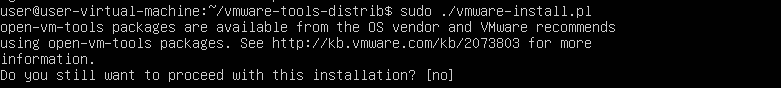 user@user-virtual-machine:~/vmware-tools-distrib$ sudo ./vmware-install.pl
open-vm-tools packages are available from the OS vendor and VMware recommends
using open-vm-tools packages. See http://kb.vmware.com/kb/2073803 for more
information.
Do you still want to proceed with this installation? [no]